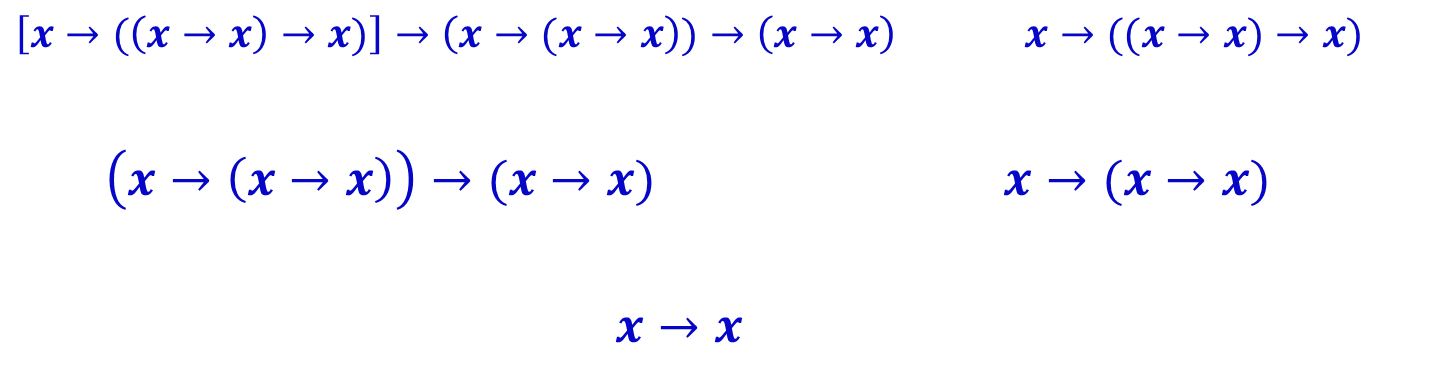 [x → ((x → x) → x)] → (x → (x → x)) → (x → x) x → ((x → x) → x)
(x → (x → x)) → (x → x) x → (x → x)
x → x